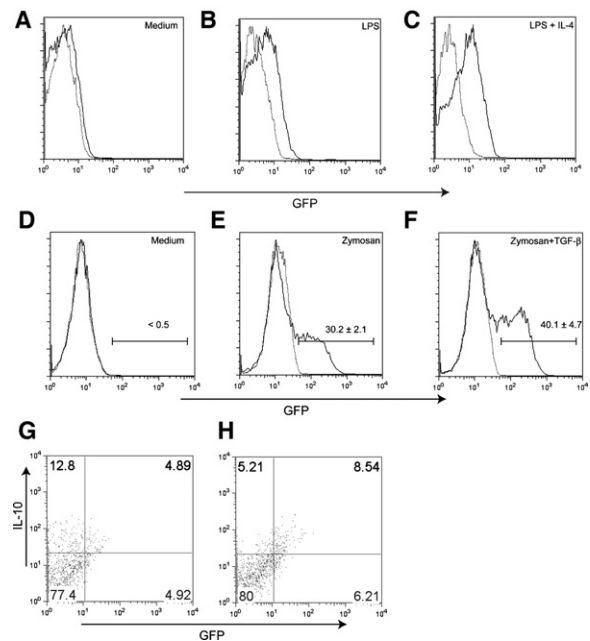 A
Medium
10⁰ 10¹ 10² 10³ 10⁴
B
LPS
10⁰ 10¹ 10² 10³ 10⁴
C
LPS + IL-4
10⁰ 10¹ 10² 10³ 10⁴
GFP
D
Medium
< 0.5
10⁰ 10¹ 10² 10³ 10⁴
E
Zymosan
30.2 ± 2.1
10⁰ 10¹ 10² 10³ 10⁴
F
Zymosan+TGF-β
40.1 ± 4.7
10⁰ 10¹ 10² 10³ 10⁴
GFP
G
IL-10
10⁴
10³
10²
10¹
10⁰
12.8 4.89
77.4 4.92
10⁰ 10¹ 10² 10³ 10⁴
H
10⁴
10³
10²
10¹
10⁰
5.21 8.54
80 6.21
10⁰ 10¹ 10² 10³ 10⁴
GFP